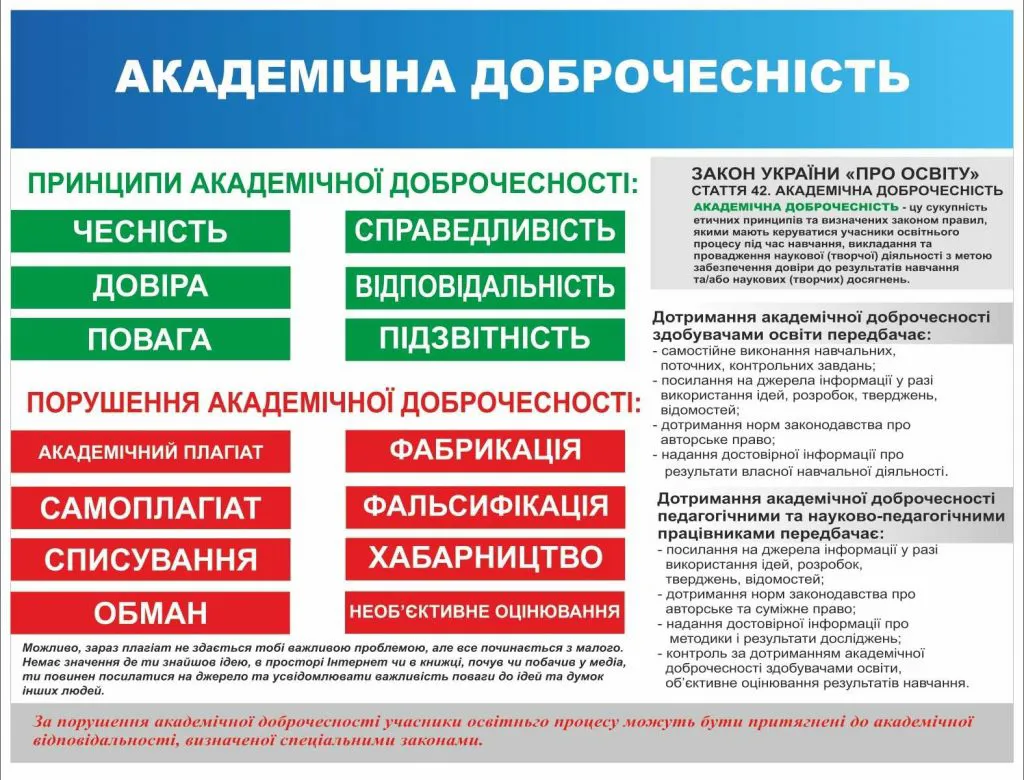 АКАДЕМІЧНА ДОБРОЧЕСНІСТЬ
ПРИНЦИПИ АКАДЕМІЧНОЇ ДОБРОЧЕСНОСТІ:
ЧЕСНІСТЬ
СПРАВЕДЛИВІСТЬ
ДОВІРА
ВІДПОВІДАЛЬНІСТЬ
ПОВАГА
ПІДЗВІТНІСТЬ
ПОРУШЕННЯ АКАДЕМІЧНОЇ ДОБРОЧЕСНОСТІ:
АКАДЕМІЧНИЙ ПЛАГІАТ
ФАБРИКАЦІЯ
САМОПЛАГІАТ
ФАЛЬСИФІКАЦІЯ
СПИСУВАННЯ
ХАБАРНИЦТВО
ОБМАН
НЕОБ’ЄКТИВНЕ ОЦІНЮВАННЯ
Можливо, зараз плагіат не здається тобі важливою проблемою, але все починається з малого.
Немає значення де ти знайшов ідею, в просторі Інтернет чи в книжці, почув чи побачив у медіа,
ти повинен посилатися на джерело та усвідомлювати важливість поваги до ідей та думок
інших людей.
ЗАКОН УКРАЇНИ «ПРО ОСВІТУ»
СТАТТЯ 42. АКАДЕМІЧНА ДОБРОЧЕСНІСТЬ
АКАДЕМІЧНА ДОБРОЧЕСНІСТЬ - цу сукупність
етичних принципів та визначених законом правил,
якими мають керуватися учасники освітнього
процесу під час навчання, викладання та
провадження наукової (творчої) діяльності з метою
забезпечення довіри до результатів навчання
та/або наукових (творчих) досягнень.
Дотримання академічної доброчесності
здобувачами освіти передбачає:
- самостійне виконання навчальних,
поточних, контрольних завдань;
- посилання на джерела інформації у разі
використання ідей, розробок, тверджень,
відомостей;
- дотримання норм законодавства про
авторське право;
- надання достовірної інформації про
результати власної навчальної діяльності.
Дотримання академічної доброчесності
педагогічними та науково-педагогічними
працівниками передбачає:
- посилання на джерела інформації у разі
використання ідей, розробок,
тверджень, відомостей;
- дотримання норм законодавства про
авторське та суміжне право;
- надання достовірної інформації про
методики і результати досліджень;
- контроль за дотриманням академічної
доброчесності здобувачами освіти,
об’єктивне оцінювання результатів навчання.
За порушення академічної доброчесності учасники освітнього процесу можуть бути притягнені до академічної
відповідальності, визначеної спеціальними законами.